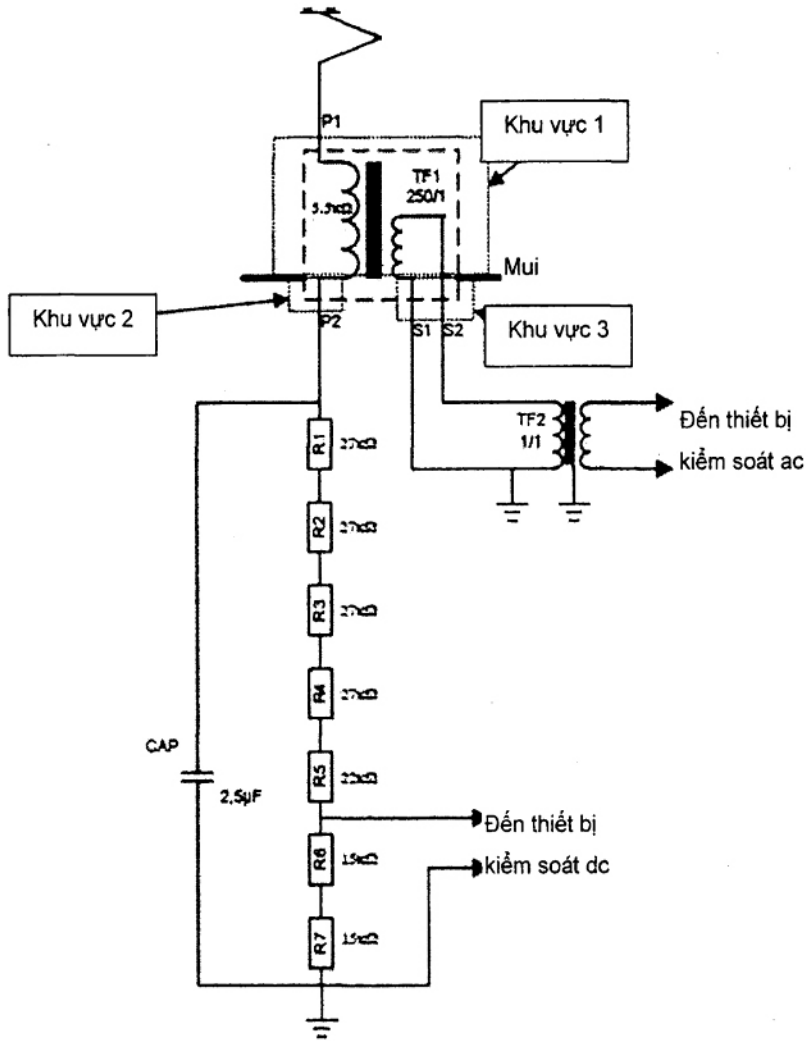 Khu vực 1
P1
TF1
250/1
Mui
Khu vực 2
P2
S1 S2
Khu vực 3
TF2
1/1
Đến thiết bị
kiểm soát ac
R1
R2
R3
R4
R5
CAP
2,5µF
Đến thiết bị
kiểm soát dc
R6
R7